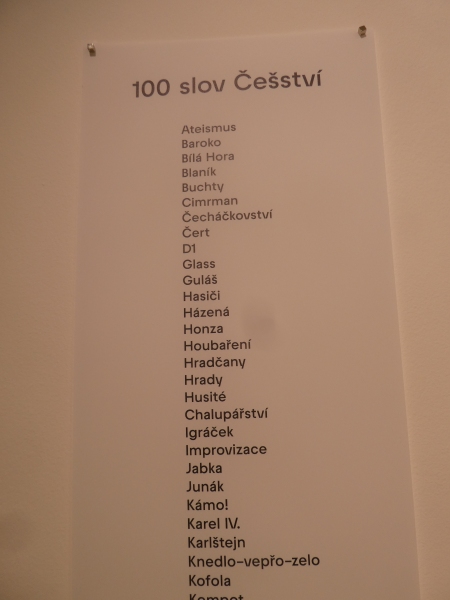 100 slov Češství
Ateismus
Baroko
Bílá Hora
Blaník
Buchty
Cimrman
Čecháčkovství
Čert
D1
Glass
Guláš
Hasiči
Házená
Honza
Houbaření
Hradčany
Hrady
Husité
Chalupářství
Igráček
Improvizace
Jabka
Junák
Kámo!
Karel IV.
Karlštejn
Knedlo-vepřo-zelo
Kofola
Kompot